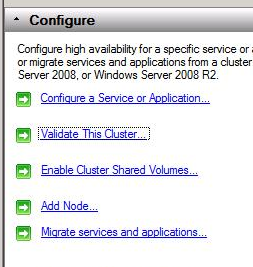 Configure
Configure high availability for a specific service or
or migrate services and applications from a cluster
Server 2008, or Windows Server 2008 R2.
Configure a Service or Application...
Validate This Cluster...
Enable Cluster Shared Volumes...
Add Node...
Migrate services and applications...